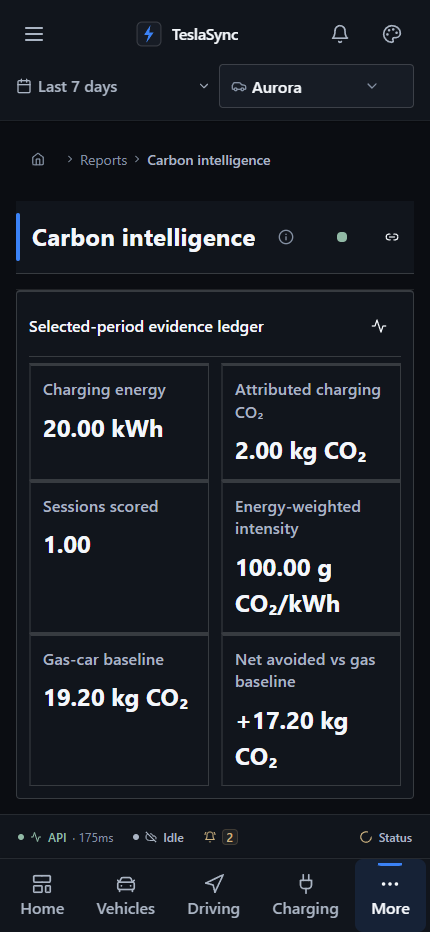 TeslaSync
Last 7 days
Aurora
Reports
Carbon intelligence
Carbon intelligence
Selected-period evidence ledger
Charging energy
20.00 kWh
Attributed charging
CO₂
2.00 kg CO₂
Sessions scored
1.00
Energy-weighted
intensity
100.00 g
CO₂/kWh
Gas-car baseline
19.20 kg CO₂
Net avoided vs gas
baseline
+17.20 kg
CO₂
API · 175ms
Idle
2
Status
Home
Vehicles
Driving
Charging
More